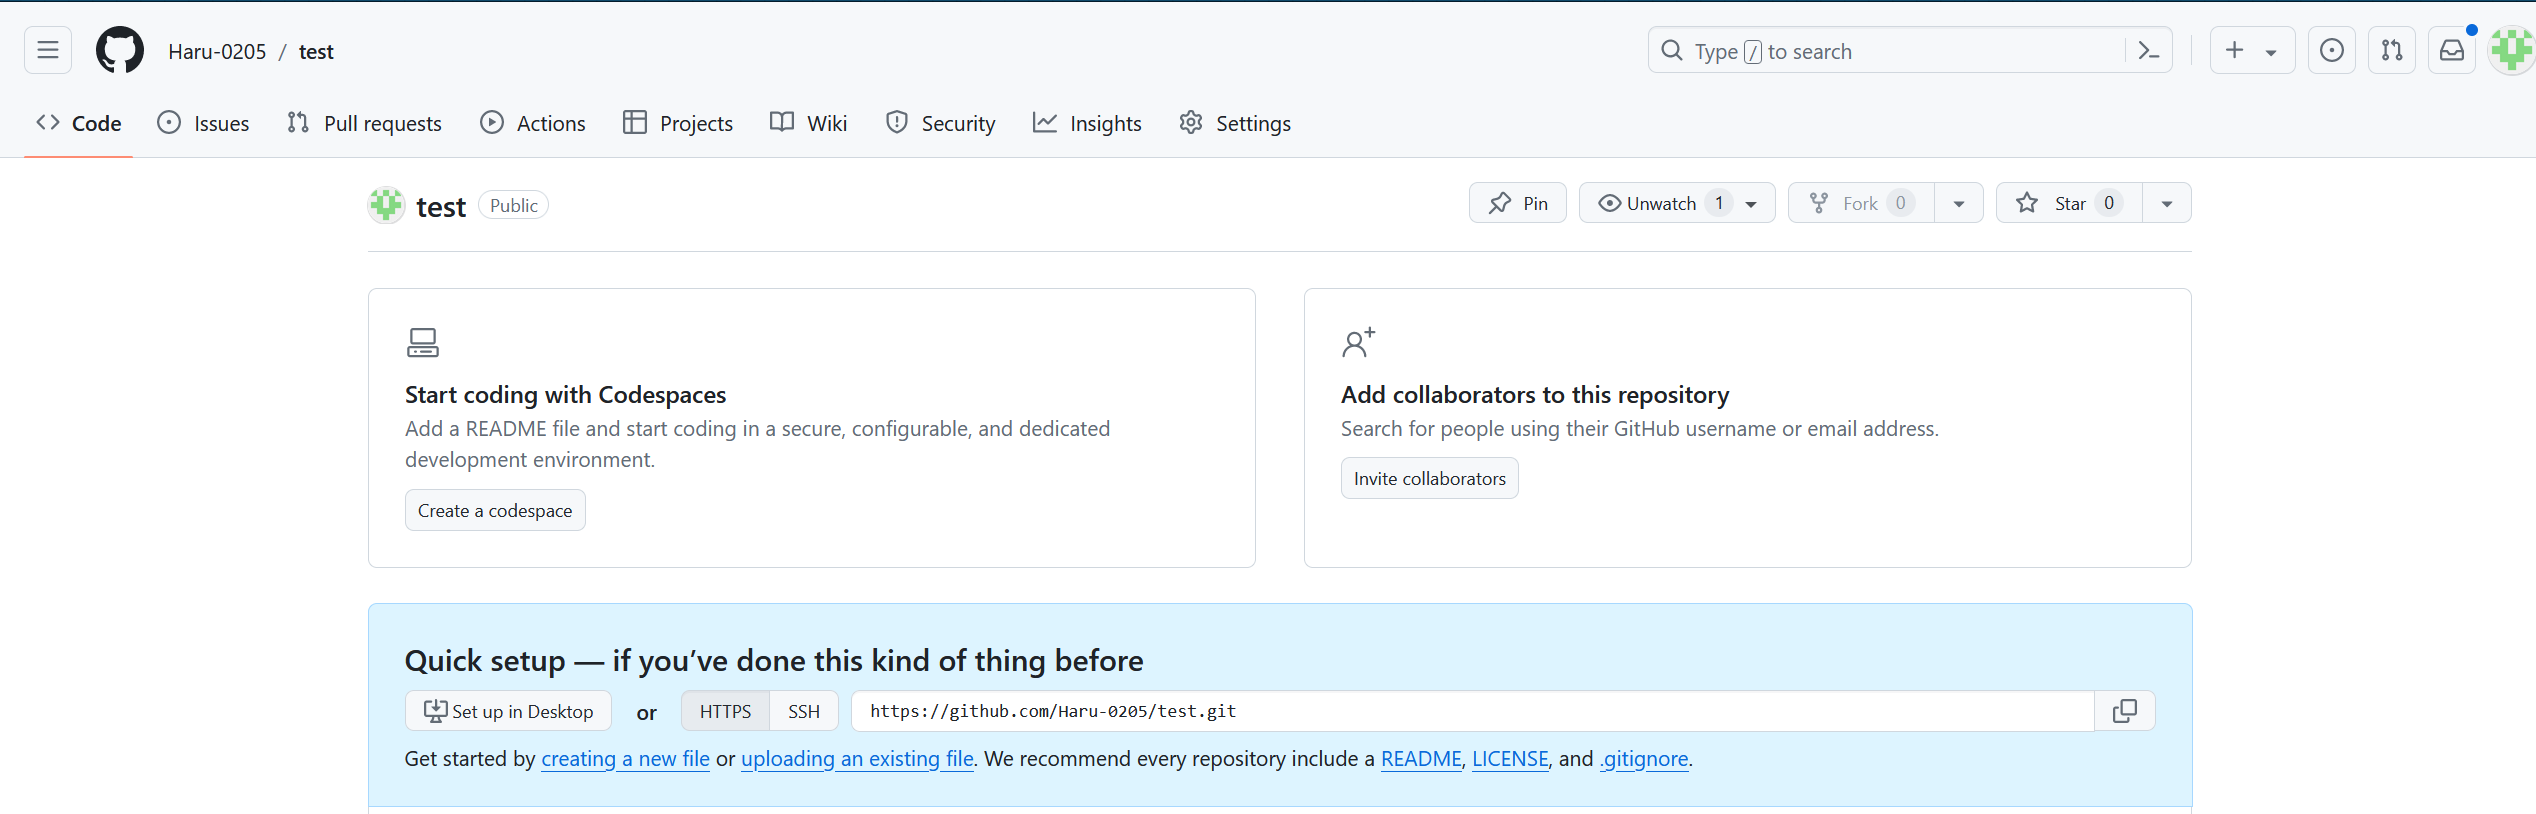 Haru-0205 / test
Type / to search
Code Issues Pull requests Actions Projects Wiki Security Insights Settings
test Public
Pin Unwatch 1 Fork 0 Star 0
Start coding with Codespaces
Add a README file and start coding in a secure, configurable, and dedicated
development environment.
Create a codespace
Add collaborators to this repository
Search for people using their GitHub username or email address.
Invite collaborators
Quick setup — if you’ve done this kind of thing before
Set up in Desktop or HTTPS SSH https://github.com/Haru-0205/test.git
Get started by creating a new file or uploading an existing file. We recommend every repository include a README, LICENSE, and .gitignore.